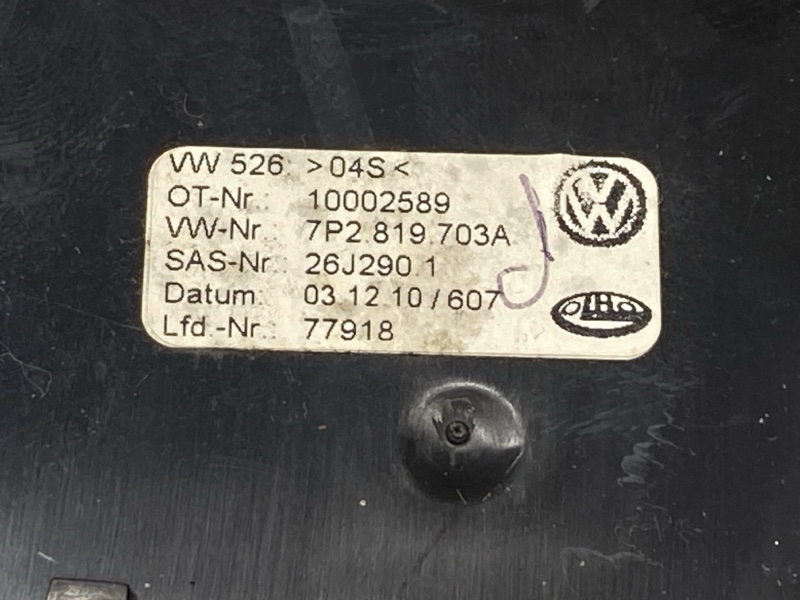 VW 526: >04S<
OT-Nr.: 10002589
VW-Nr.: 7P2.819.703A
SAS-Nr.: 26J290.1
Datum: 03.12.10 / 607
Lfd.-Nr.: 77918